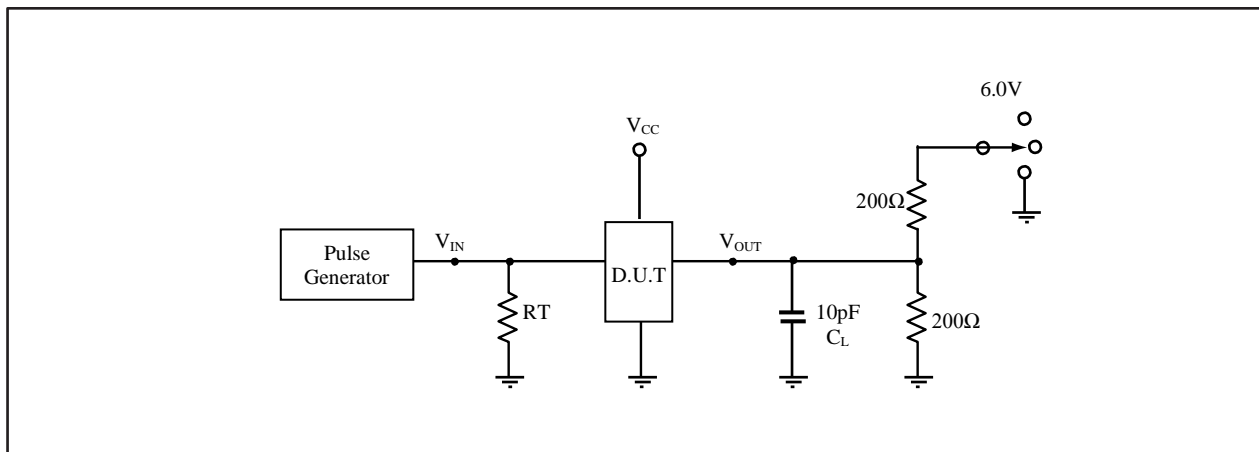 6.0V
V_CC
200Ω
Pulse
Generator
V_IN
D.U.T
V_OUT
RT
10pF
C_L
200Ω